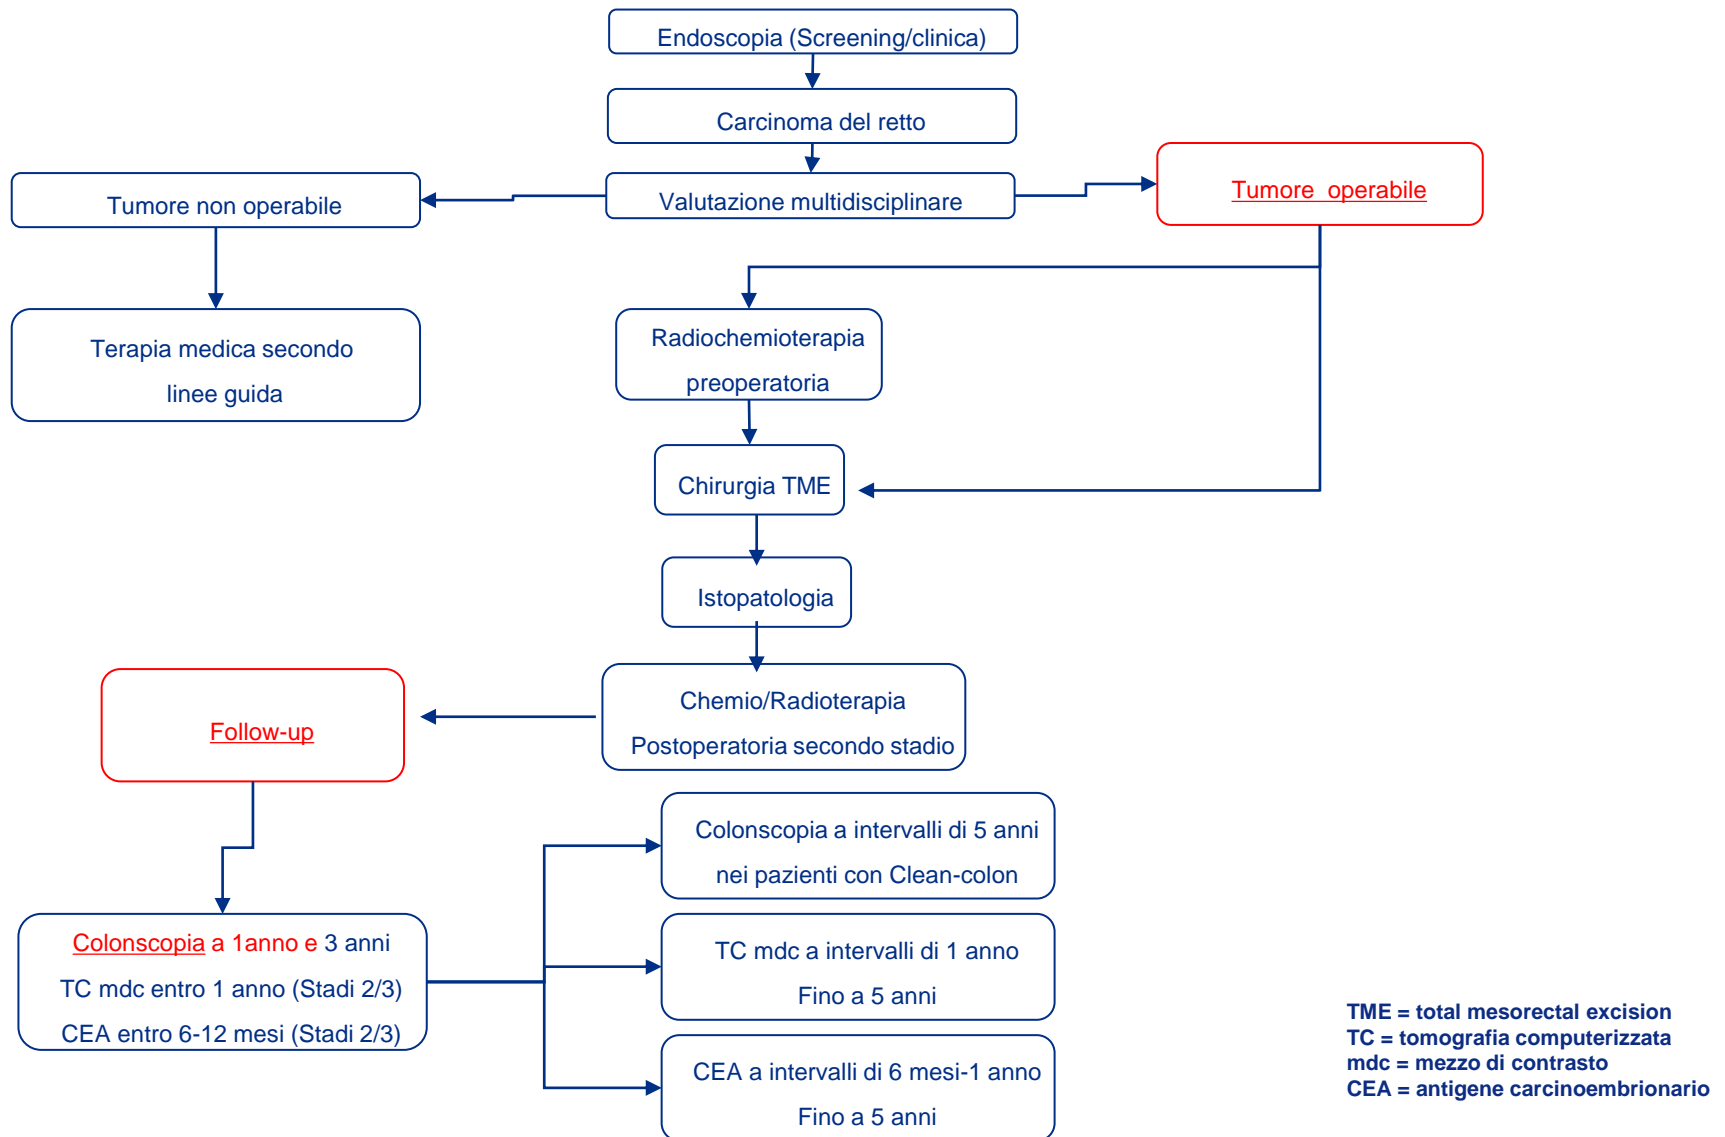 Endoscopia (Screening/clinica)
Carcinoma del retto
Tumore non operabile
Valutazione multidisciplinare
Tumore  operabile
Terapia medica secondo
linee guida
Radiochemioterapia
preoperatoria
Chirurgia TME
Istopatologia
Chemio/Radioterapia
Postoperatoria secondo stadio
Follow-up
Colonscopia a 1anno e 3 anni
TC mdc entro 1 anno (Stadi 2/3)
CEA entro 6-12 mesi (Stadi 2/3)
Colonscopia a intervalli di 5 anni
nei pazienti con Clean-colon
TC mdc a intervalli di 1 anno
Fino a 5 anni
CEA a intervalli di 6 mesi-1 anno
Fino a 5 anni
TME = total mesorectal excision
TC = tomografia computerizzata
mdc = mezzo di contrasto
CEA = antigene carcinoembrionario